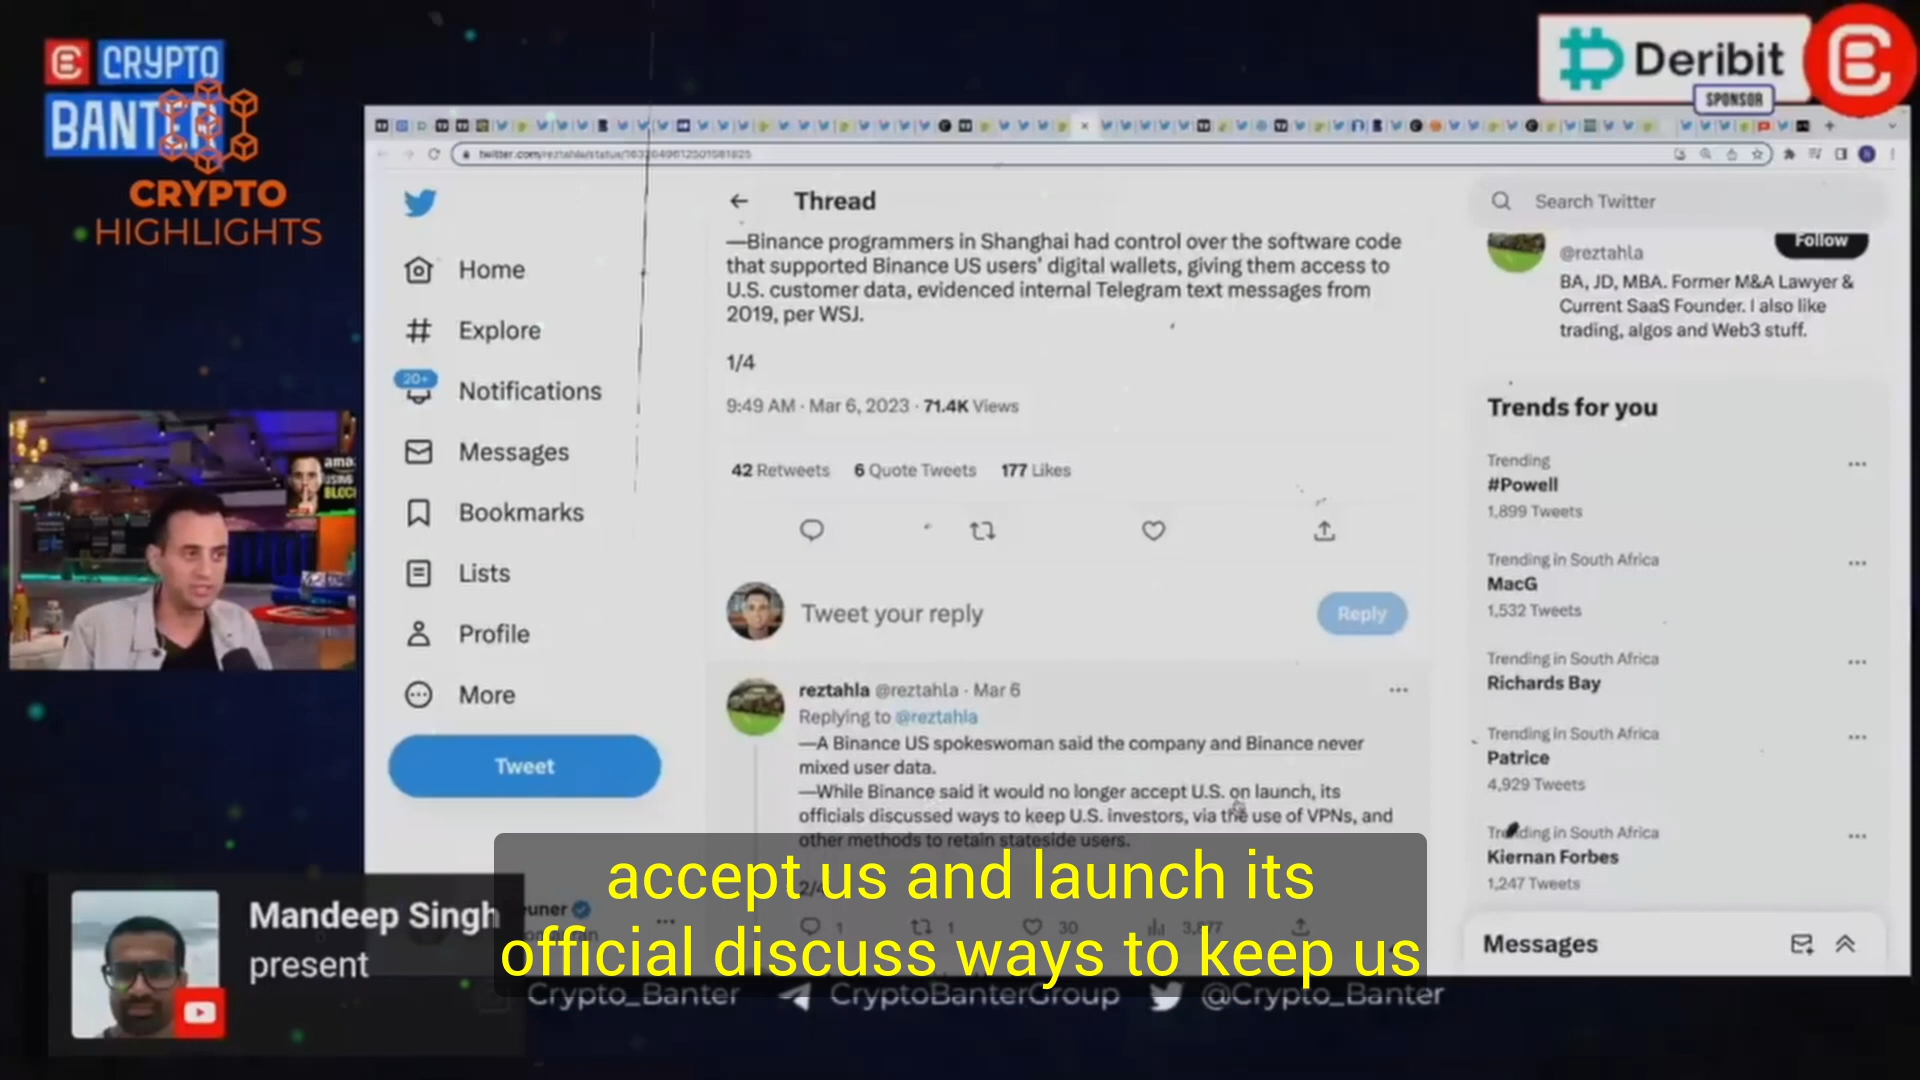 CRYPTO
BANTER
CRYPTO
HIGHLIGHTS
Deribit
SPONSOR
Thread
Search Twitter
—Binance programmers in Shanghai had control over the software code
that supported Binance US users' digital wallets, giving them access to
U.S. customer data, evidenced internal Telegram text messages from
2019, per WSJ.
1/4
9:49 AM · Mar 6, 2023 · 71.4K Views
42 Retweets 6 Quote Tweets 177 Likes
Tweet your reply
Reply
reztahla @reztahla · Mar 6
Replying to @reztahla
—A Binance US spokeswoman said the company and Binance never
mixed user data.
—While Binance said it would no longer accept U.S. on launch, its
officials discussed ways to keep U.S. investors, via the use of VPNs, and
other methods to retain stateside users.
2/4
1 1 30 3,877
Home
Explore
20+
Notifications
Messages
Bookmarks
Lists
Profile
More
Tweet
@reztahla
Follow
BA, JD, MBA. Former M&A Lawyer &
Current SaaS Founder. I also like
trading, algos and Web3 stuff.
Trends for you
Trending
#Powell
1,899 Tweets
Trending in South Africa
MacG
1,532 Tweets
Trending in South Africa
Richards Bay
Trending in South Africa
Patrice
4,929 Tweets
Trending in South Africa
Kiernan Forbes
1,247 Tweets
Messages
accept us and launch its
official discuss ways to keep us
Mandeep Singh
present
Crypto_Banter CryptoBanterGroup @Crypto_Banter